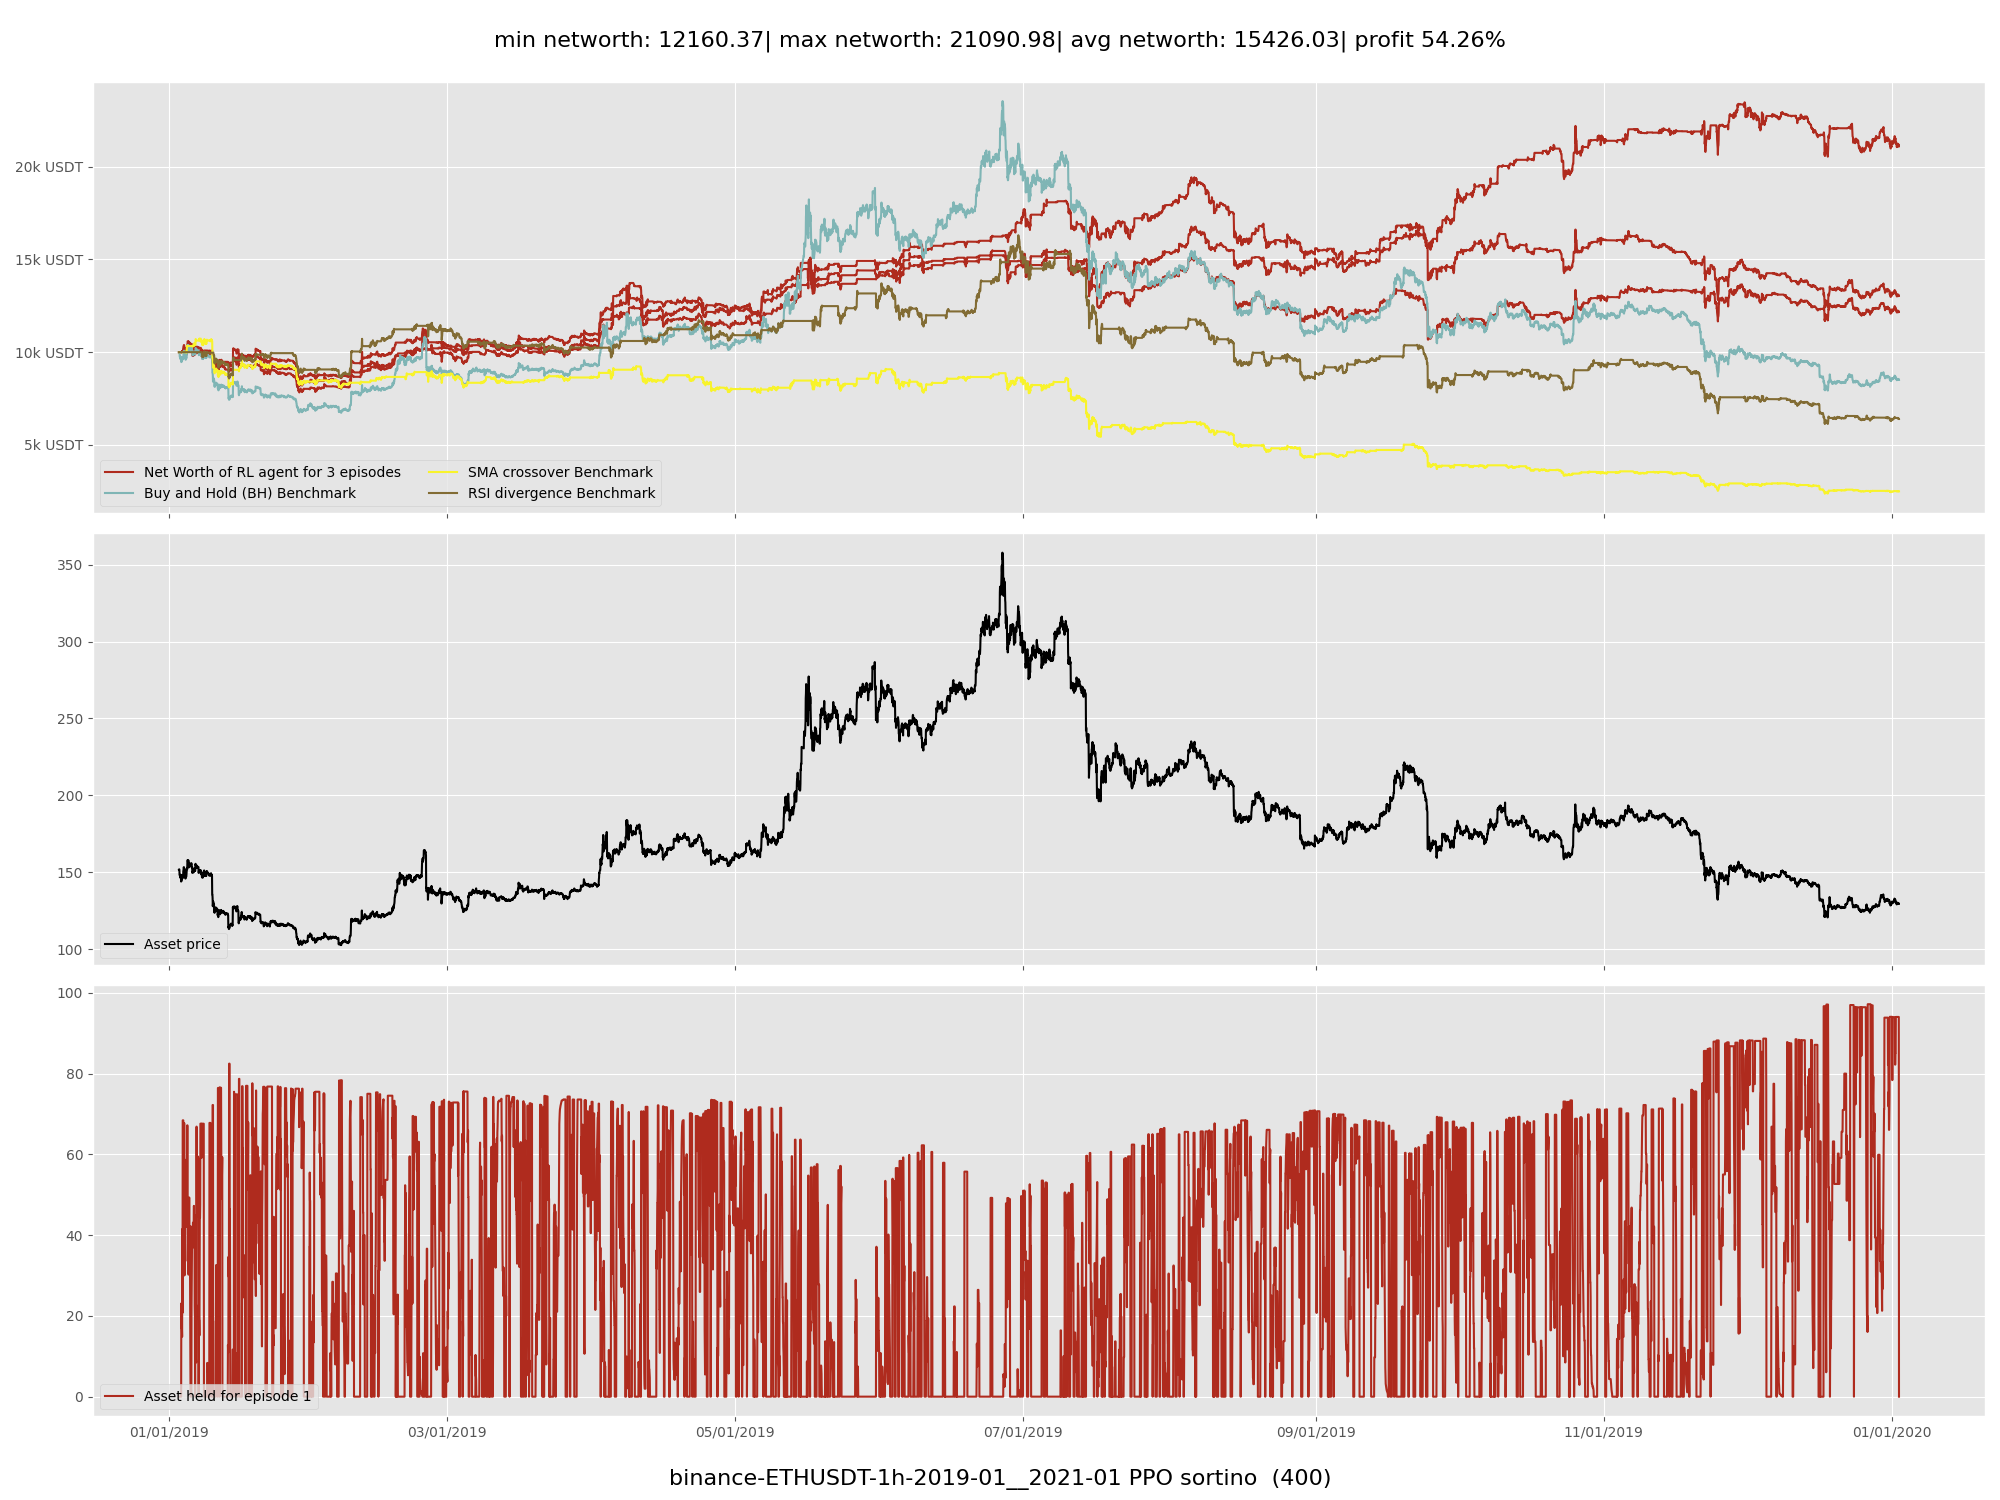 min networth: 12160.37| max networth: 21090.98| avg networth: 15426.03| profit 54.26%
20k USDT
15k USDT
10k USDT
5k USDT
Net Worth of RL agent for 3 episodes
Buy and Hold (BH) Benchmark
SMA crossover Benchmark
RSI divergence Benchmark
350
300
250
200
150
100
Asset price
100
80
60
40
20
0
Asset held for episode 1
01/01/2019 03/01/2019 05/01/2019 07/01/2019 09/01/2019 11/01/2019 01/01/2020
binance-ETHUSDT-1h-2019-01__2021-01 PPO sortino (400)